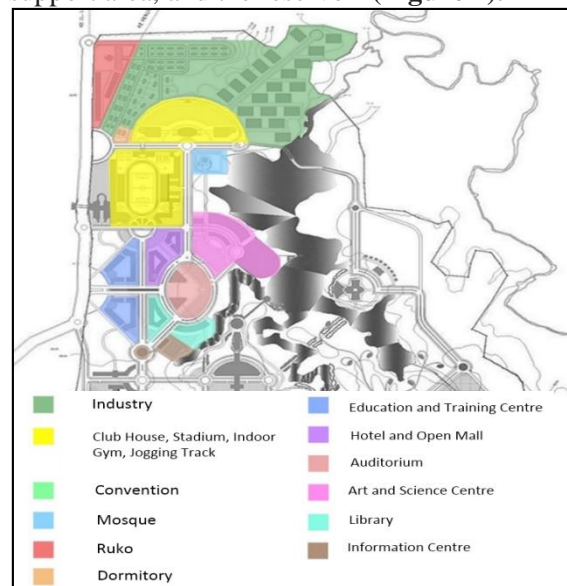 Industry
Club House, Stadium, Indoor
Gym, Jogging Track
Convention
Mosque
Ruko
Dormitory
Education and Training Centre
Hotel and Open Mall
Auditorium
Art and Science Centre
Library
Information Centre